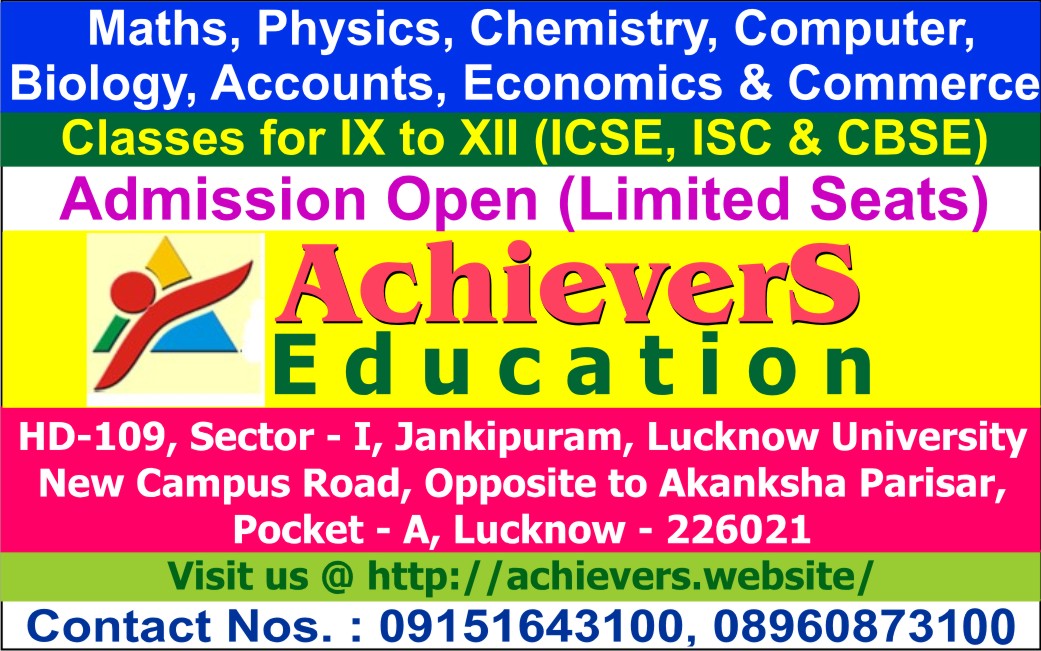 Maths, Physics, Chemistry, Computer,
Biology, Accounts, Economics & Commerce
Classes for IX to XII (ICSE, ISC & CBSE)
Admission Open (Limited Seats)
AchieverS
Education
HD-109, Sector - I, Jankipuram, Lucknow University
New Campus Road, Opposite to Akanksha Parisar,
Pocket - A, Lucknow - 226021
Visit us @ http://achievers.website/
Contact Nos. : 09151643100, 08960873100